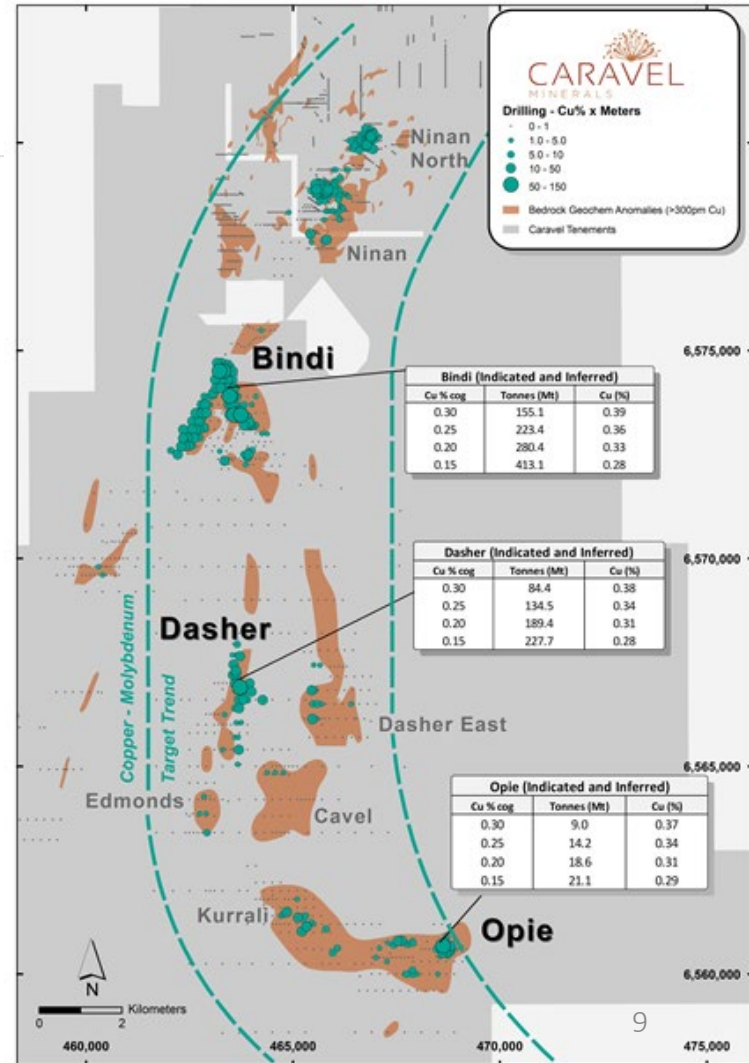 CARAVEL
MINERALS
Drilling - Cu% x Meters
0 - 1
1.0 - 5.0
5.0 - 10
10 - 50
50 - 150
Bedrock Geochem Anomalies (>300pm Cu)
Caravel Tenements
Ninan
North
Ninan
Bindi
6,575,000
Bindi (Indicated and Inferred)
Cu % cog Tonnes (Mt) Cu (%)
0.30 155.1 0.39
0.25 223.4 0.36
0.20 280.4 0.33
0.15 413.1 0.28
6,570,000
Dasher (Indicated and Inferred)
Cu % cog Tonnes (Mt) Cu (%)
0.30 84.4 0.38
0.25 134.5 0.34
0.20 189.4 0.31
0.15 227.7 0.28
Dasher
Copper - Molybdenum
Target Trend
Dasher East
6,565,000
Edmonds
Cavel
Opie (Indicated and Inferred)
Cu % cog Tonnes (Mt) Cu (%)
0.30 9.0 0.37
0.25 14.2 0.34
0.20 18.6 0.31
0.15 21.1 0.29
Kurrali
Opie
6,560,000
N
0 2 Kilometers
9
460,000 465,000 470,000 475,000